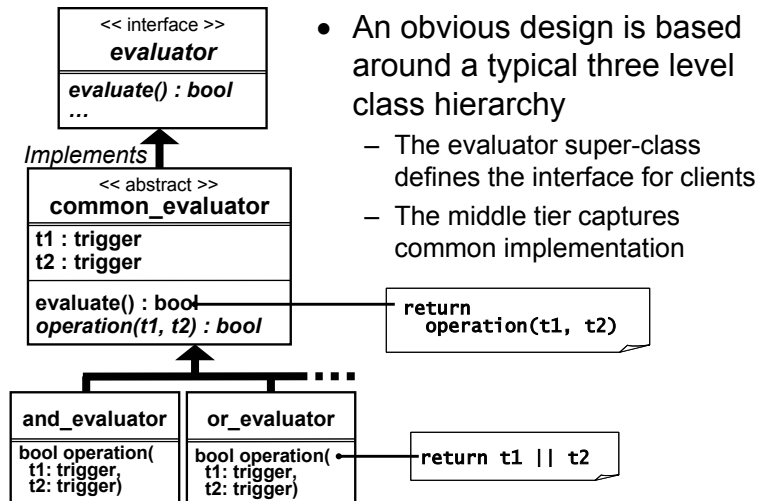 << interface >>
evaluator
evaluate() : bool
…
Implements
<< abstract >>
common_evaluator
t1 : trigger
t2 : trigger
evaluate() : bool
operation(t1, t2) : bool
and_evaluator
bool operation(
t1: trigger,
t2: trigger)
or_evaluator
bool operation(
t1: trigger,
t2: trigger)
• An obvious design is based
around a typical three level
class hierarchy
– The evaluator super-class
defines the interface for clients
– The middle tier captures
common implementation
return
operation(t1, t2)
return t1 || t2